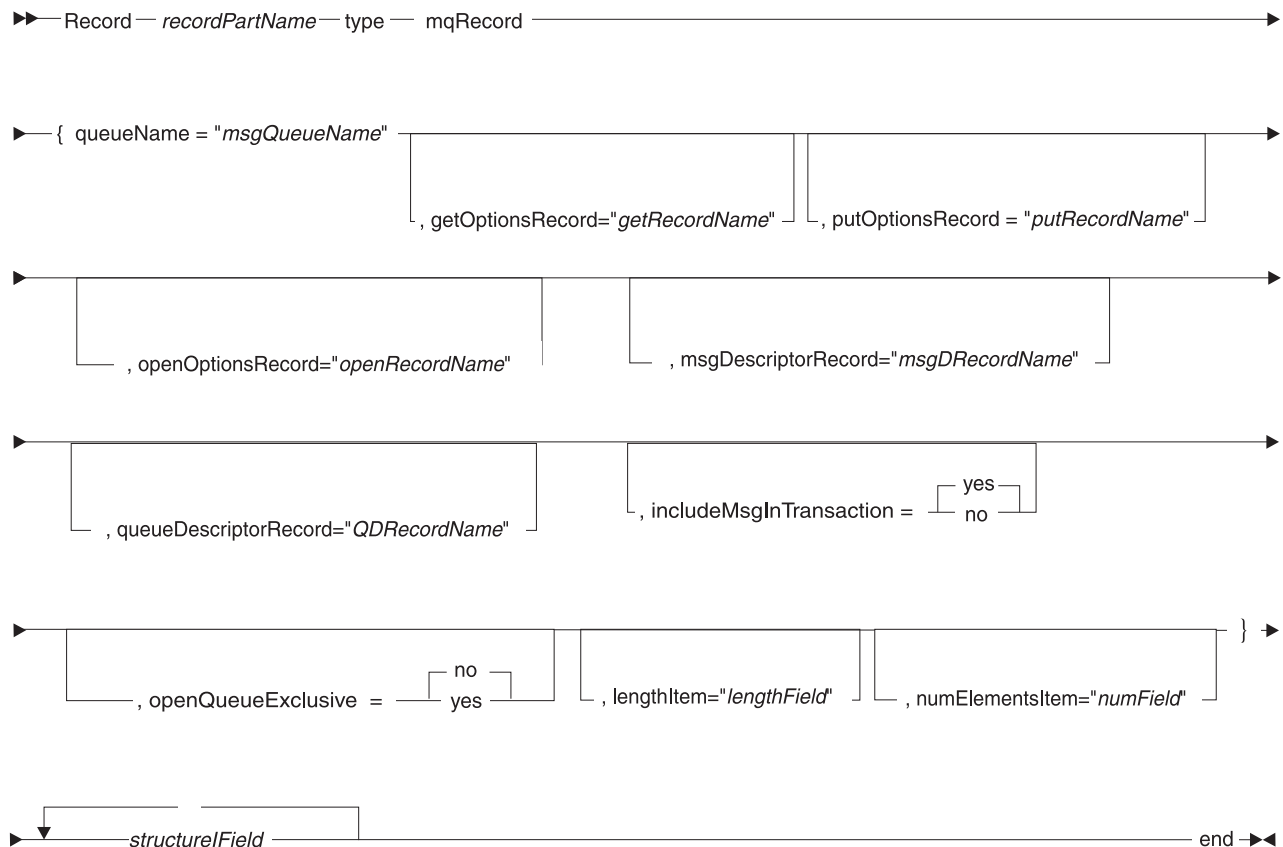 Record recordPartName type mqRecord
{ queueName = "msgQueueName"
, getOptionsRecord="getRecordName" , putOptionsRecord = "putRecordName"
, openOptionsRecord="openRecordName" , msgDescriptorRecord="msgDRecordName"
, queueDescriptorRecord="QDRecordName" , includeMsgInTransaction = yes
no
, openQueueExclusive = no
yes
, lengthItem="lengthField" , numElementsItem="numField" }
structureIField end